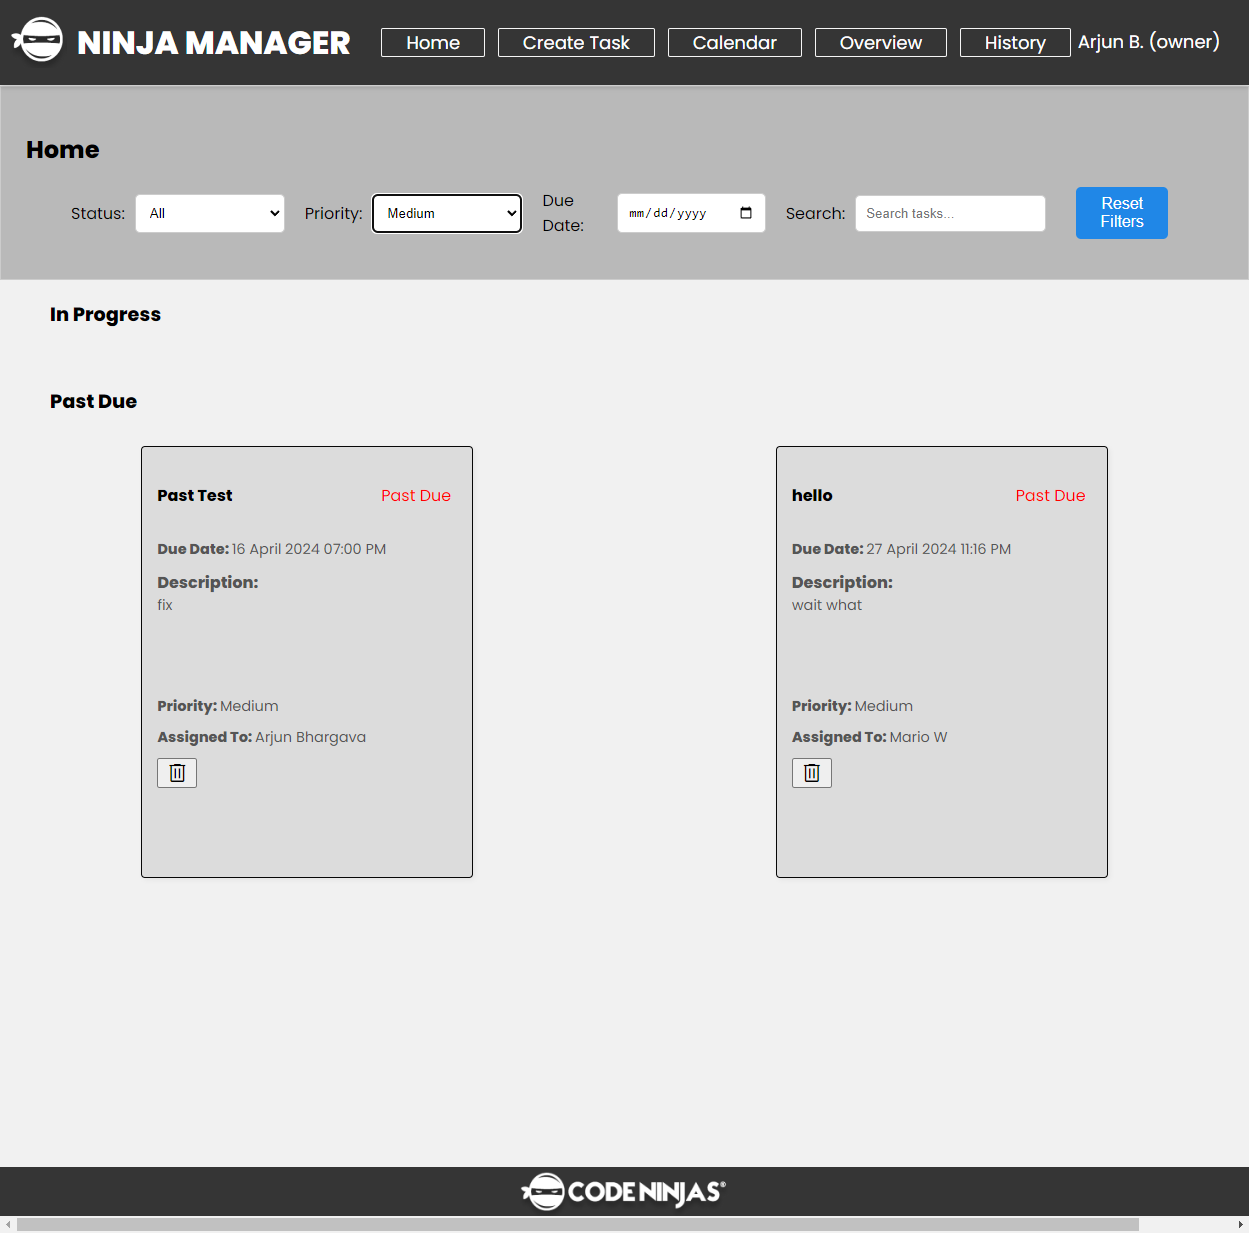 NINJA MANAGER
Home
Create Task
Calendar
Overview
History
Arjun B. (owner)
Home
Status:
All
Priority:
Medium
Due
Date:
mm/dd/yyyy
Search:
Search tasks...
Reset
Filters
In Progress
Past Due
Past Test
Past Due
Due Date: 16 April 2024 07:00 PM
Description:
fix
Priority: Medium
Assigned To: Arjun Bhargava
hello
Past Due
Due Date: 27 April 2024 11:16 PM
Description:
wait what
Priority: Medium
Assigned To: Mario W
CODE NINJAS®